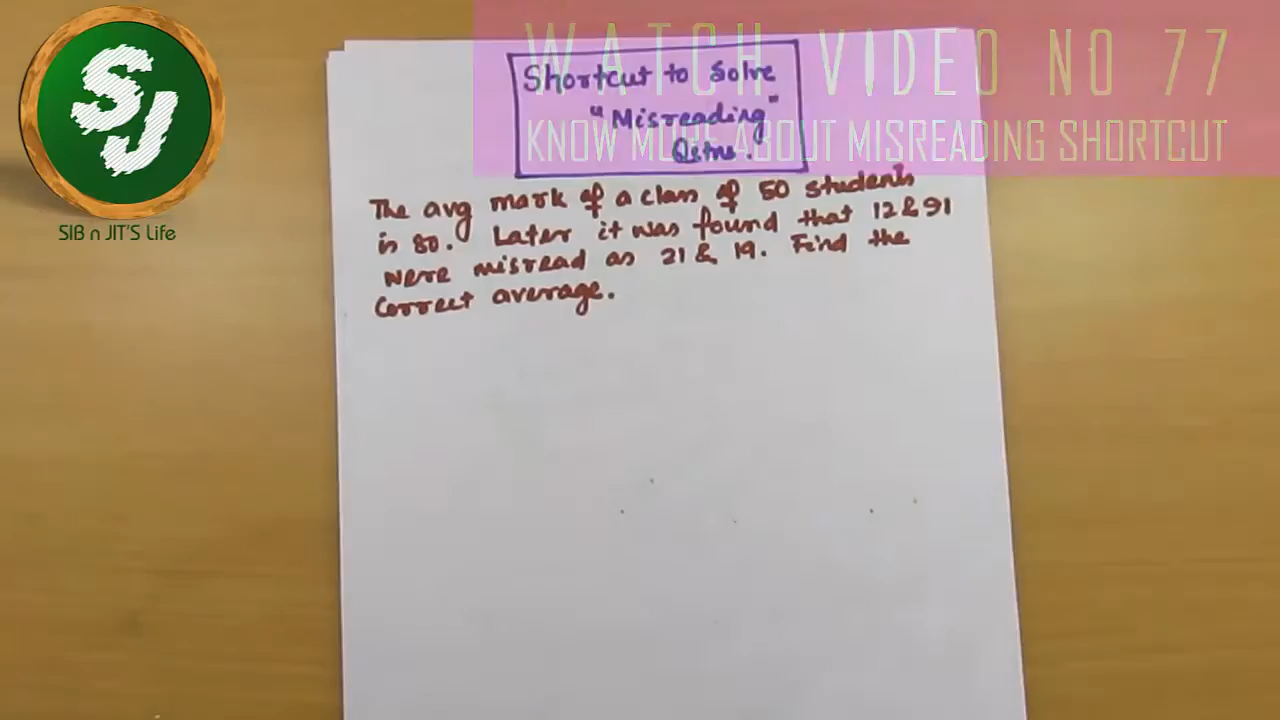 WATCH VIDEO NO 77
KNOW MORE ABOUT MISREADING SHORTCUT
SJ
SIB n JIT'S Life
Shortcut to Solve
"Misreading"
Qstns.
The avg mark of a class of 50 students
is 80. Later it was found that 12 & 91
were misread as 21 & 19. Find the
Correct average.